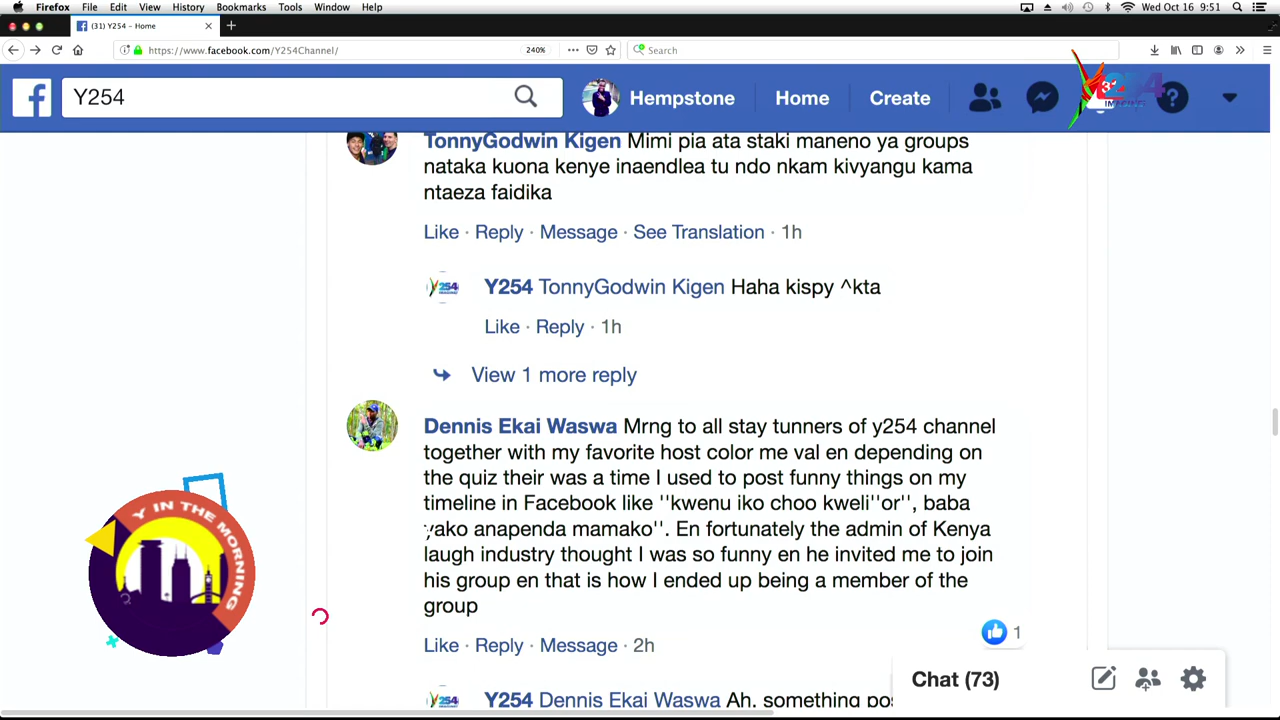 Firefox File Edit View History Bookmarks Tools Window Help Wed Oct 16 9:51
(31) Y254 - Home
https://www.facebook.com/Y254Channel/ 240% Search
Y254 Hempstone Home Create
TonnyGodwin Kigen Mimi pia ata staki maneno ya groups
nataka kuona kenye inaendlea tu ndo nkam kivyangu kama
ntaeza faidika
Like · Reply · Message · See Translation · 1h
Y254 TonnyGodwin Kigen Haha kispy ^kta
Like · Reply · 1h
View 1 more reply
Dennis Ekai Waswa Mrng to all stay tunners of y254 channel
together with my favorite host color me val en depending on
the quiz their was a time I used to post funny things on my
timeline in Facebook like ''kwenu iko choo kweli''or'', baba
yako anapenda mamako''. En fortunately the admin of Kenya
laugh industry thought I was so funny en he invited me to join
his group en that is how I ended up being a member of the
group
1
Like · Reply · Message · 2h
Y254 Dennis Ekai Waswa Ah, something pos
Chat (73)
Y IN THE MORNING